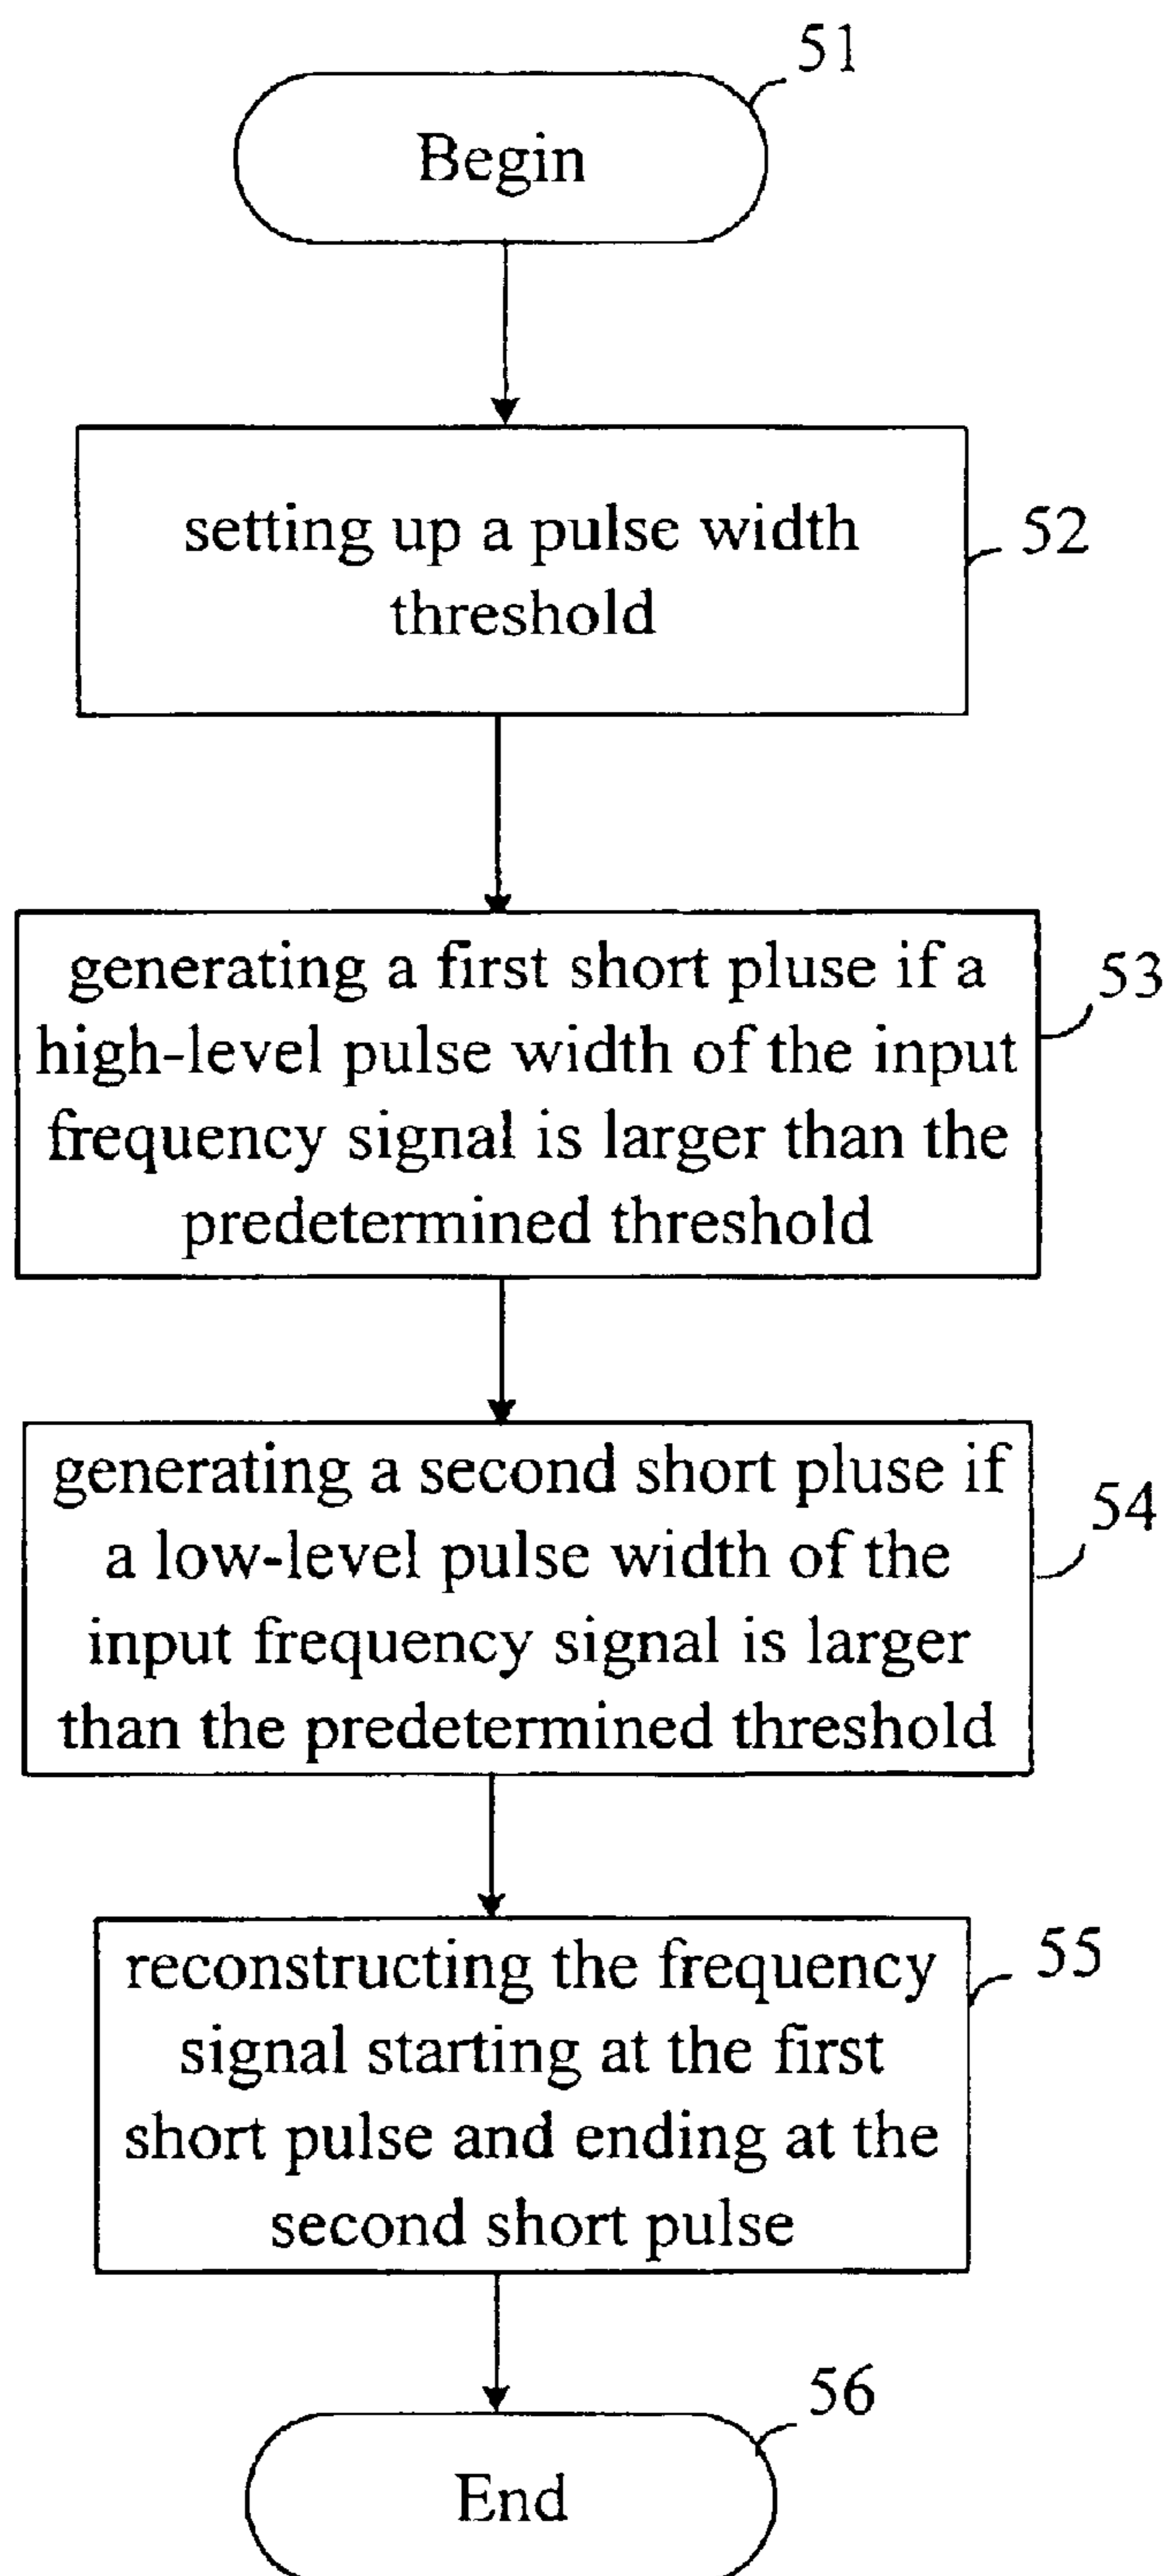 51
Begin
setting up a pulse width
threshold
52
generating a first short pluse if a
high-level pulse width of the input
frequency signal is larger than the
predetermined threshold
53
generating a second short pluse if
a low-level pulse width of the
input frequency signal is larger
than the predetermined threshold
54
reconstructing the frequency
signal starting at the first
short pulse and ending at the
second short pulse
55
56
End